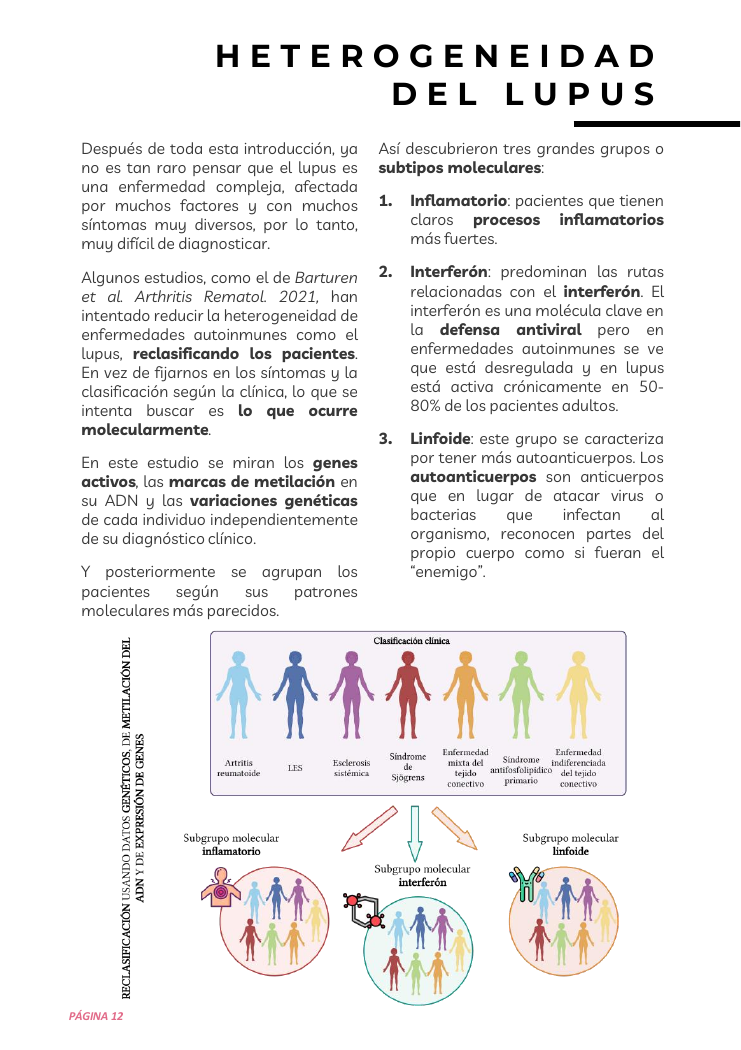 HETEROGENEIDAD
DEL LUPUS
Después de toda esta introducción, ya
no es tan raro pensar que el lupus es
una enfermedad compleja, afectada
por muchos factores y con muchos
síntomas muy diversos, por lo tanto,
muy difícil de diagnosticar.
Algunos estudios, como el de Barturen
et al. Arthritis Rematol. 2021, han
intentado reducir la heterogeneidad de
enfermedades autoinmunes como el
lupus, reclasificando los pacientes.
En vez de fijarnos en los síntomas y la
clasificación según la clínica, lo que se
intenta buscar es lo que ocurre
molecularmente.
En este estudio se miran los genes
activos, las marcas de metilación en
su ADN y las variaciones genéticas
de cada individuo independientemente
de su diagnóstico clínico.
Y posteriormente se agrupan los
pacientes según sus patrones
moleculares más parecidos.
Así descubrieron tres grandes grupos o
subtipos moleculares:
1. Inflamatorio: pacientes que tienen
claros procesos inflamatorios
más fuertes.
2. Interferón: predominan las rutas
relacionadas con el interferón. El
interferón es una molécula clave en
la defensa antiviral pero en
enfermedades autoinmunes se ve
que está desregulada y en lupus
está activa crónicamente en 50-
80% de los pacientes adultos.
3. Linfoide: este grupo se caracteriza
por tener más autoanticuerpos. Los
autoanticuerpos son anticuerpos
que en lugar de atacar virus o
bacterias que infectan al
organismo, reconocen partes del
propio cuerpo como si fueran el
“enemigo”.
RECLASIFICACIÓN USANDO DATOS GENÉTICOS, DE METILACIÓN DEL
ADN Y DE EXPRESIÓN DE GENES
Clasificación clínica
Artritis
reumatoide
LES
Esclerosis
sistémica
Síndrome
de
Sjögrens
Enfermedad
mixta del
tejido
conectivo
Síndrome
antifosfolipídico
primario
Enfermedad
indiferenciada
del tejido
conectivo
Subgrupo molecular
inflamatorio
Subgrupo molecular
interferón
Subgrupo molecular
linfoide
PÁGINA 12